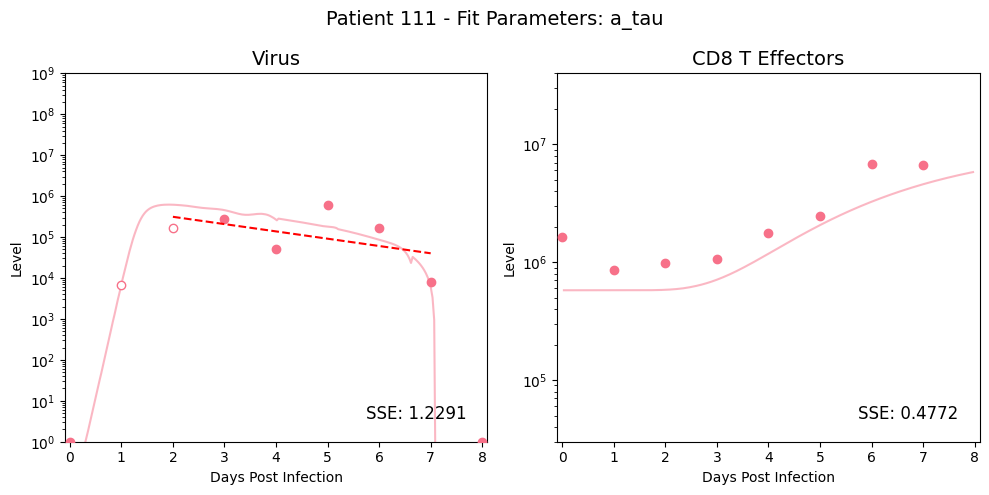 Patient 111 - Fit Parameters: a_tau
Virus
CD8 T Effectors
10^9
10^8
10^7
10^6
10^5
10^4
10^3
10^2
10^1
10^0
Level
SSE: 1.2291
0 1 2 3 4 5 6 7 8
Days Post Infection
10^7
10^6
10^5
Level
SSE: 0.4772
0 1 2 3 4 5 6 7 8
Days Post Infection